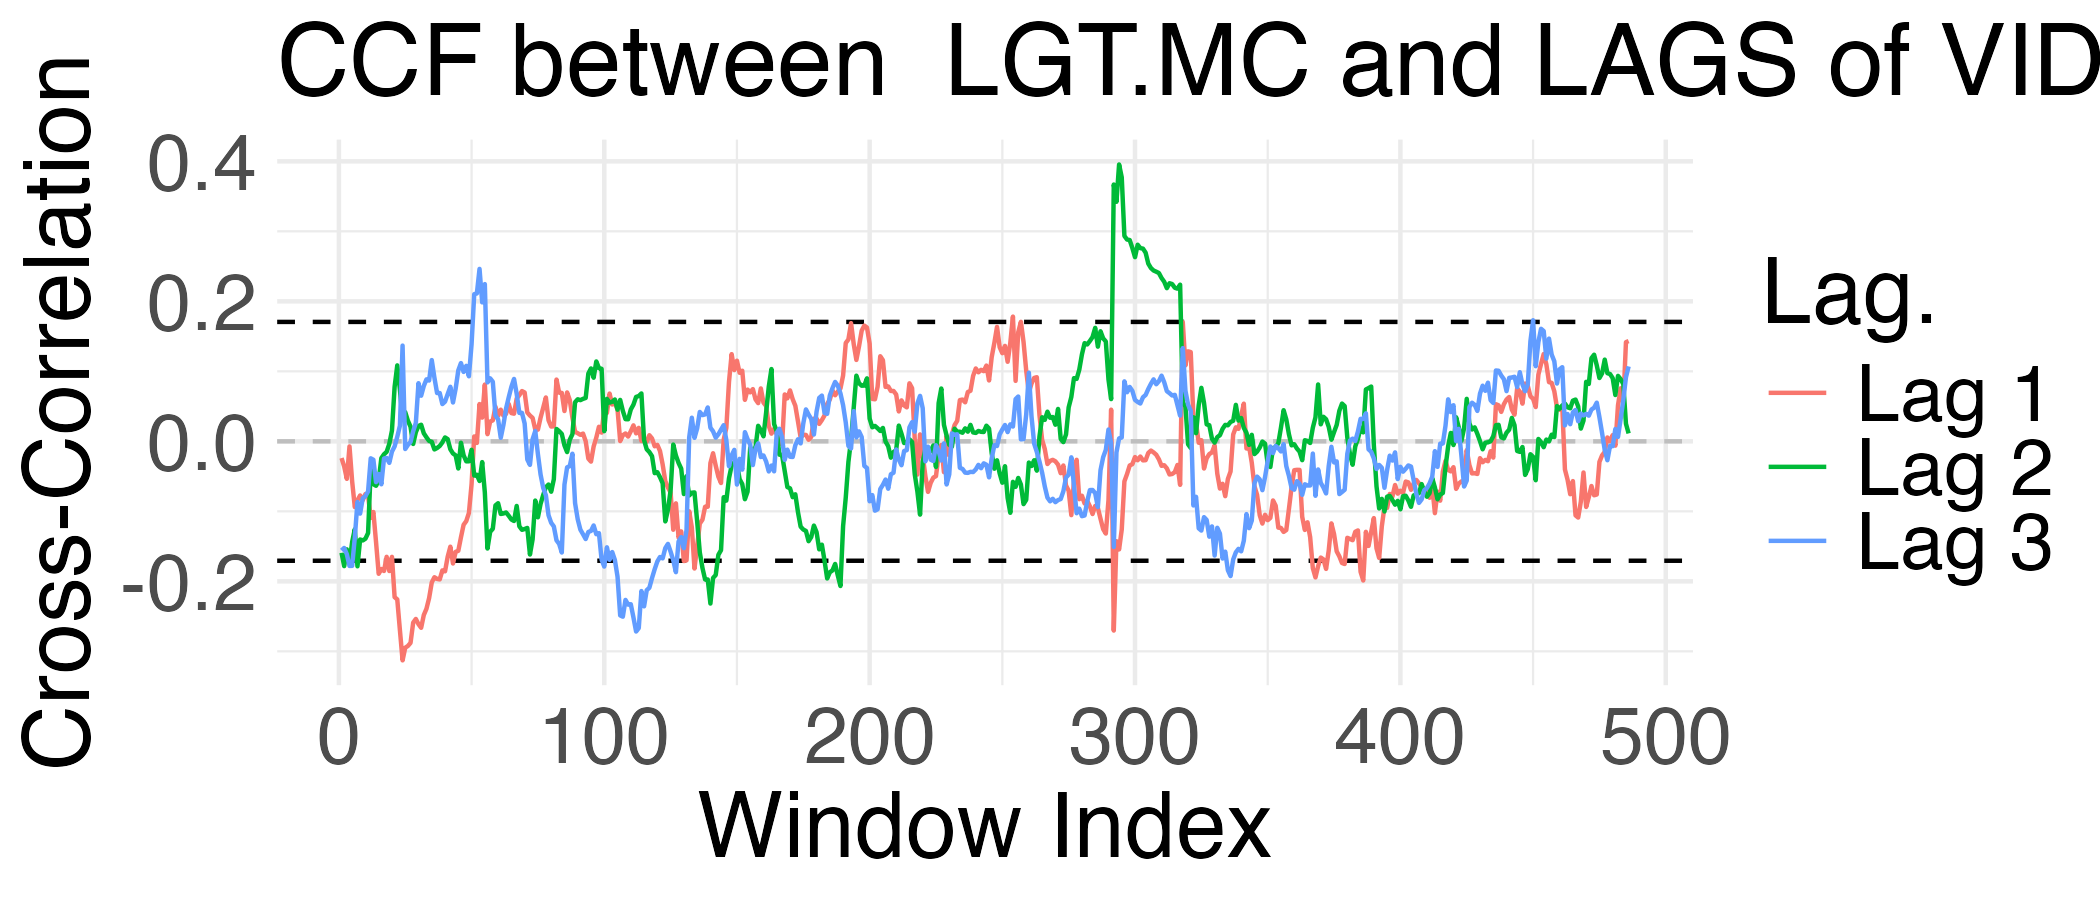 CCF between  LGT.MC and LAGS of VID
Cross-Correlation
0.4
0.2
0.0
-0.2
0 100 200 300 400 500
Window Index
Lag.
Lag 1
Lag 2
Lag 3